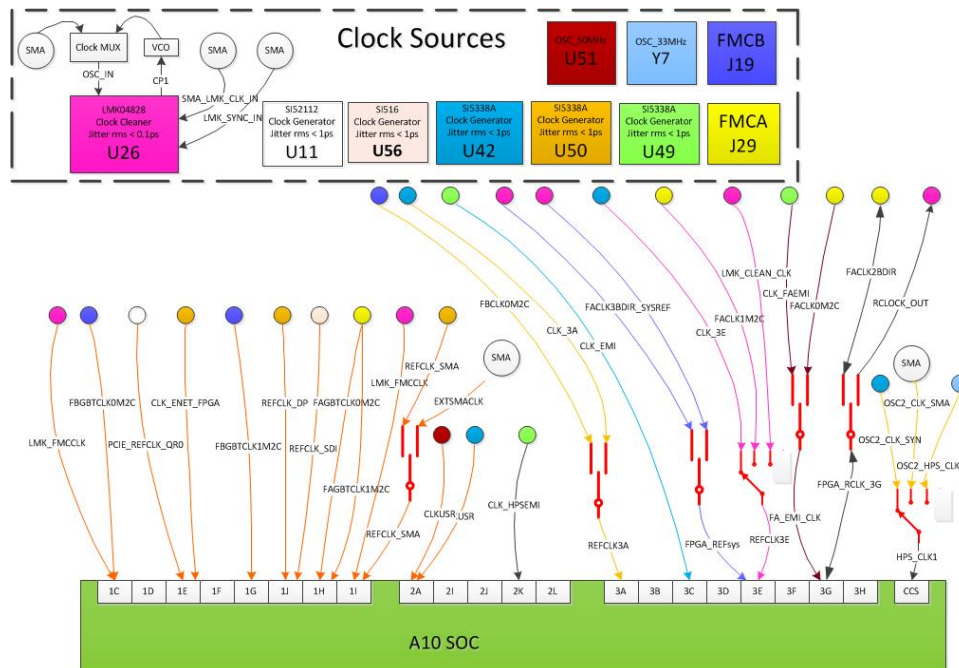 Clock Sources
SMA
Clock MUX
VCO
SMA
SMA
OSC_IN
CP1
SMA_LMK_CLK_IN
LMK_SYNC_IN
LMK04828
Clock Cleaner
Jitter rms < 0.1ps
U26
SI52112
Clock Generator
Jitter rms < 1ps
U11
SI516
Clock Generator
Jitter rms < 1ps
U56
SI5338A
Clock Generator
Jitter rms < 1ps
U42
SI5338A
Clock Generator
Jitter rms < 1ps
U50
SI5338A
Clock Generator
Jitter rms < 1ps
U49
OSC_50MHz
U51
OSC_33MHz
Y7
FMCB
J19
FMCA
J29
LMK_FMCCLK
FBGBTCLK0M2C
PCIE_REFCLK_QR0
CLK_ENET_FPGA
FBGBTCLK1M2C
REFCLK_DP
REFCLK_SDI
FAGBTCLK0M2C
FAGBTCLK1M2C
LMK_FMCCLK
REFCLK_SMA
SMA
EXTSMACLK
REFCLK_SMA
CLKUSR
USR
CLK_HPSEMI
FBCLK0M2C
CLK_3A
CLK_EMI
FACLK3BDIR_SYSREF
CLK_3E
FACLK1M2C
LMK_CLEAN_CLK
CLK_FAEMI
FACLK0M2C
FACLK2BDIR
RCLOCK_OUT
SMA
OSC2_CLK_SMA
OSC2_CLK_SYN
OSC2_HPS_CLK
REFCLK3A
FPGA_REFsys
REFCLK3E
FA_EMI_CLK
FPGA_RCLK_3G
HPS_CLK1
1C
1D
1E
1F
1G
1J
1H
1I
2A
2I
2J
2K
2L
3A
3B
3C
3D
3E
3F
3G
3H
CCS
A10 SOC